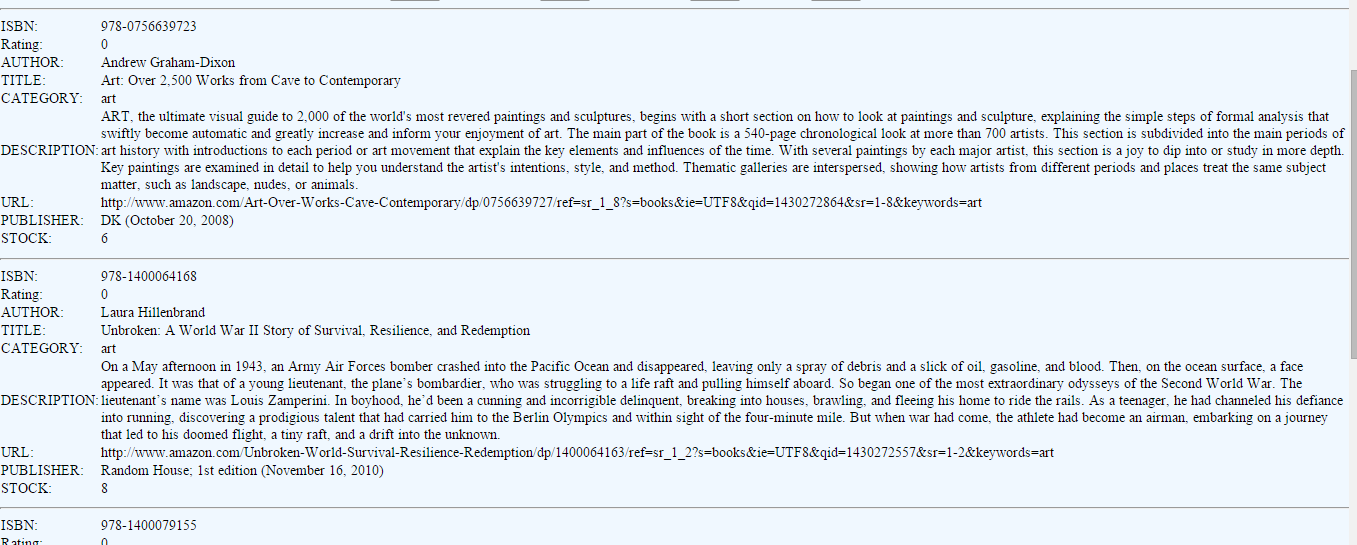 ISBN: 978-0756639723
Rating: 0
AUTHOR: Andrew Graham-Dixon
TITLE: Art: Over 2,500 Works from Cave to Contemporary
CATEGORY: art
ART, the ultimate visual guide to 2,000 of the world's most revered paintings and sculptures, begins with a short section on how to look at paintings and sculpture, explaining the simple steps of formal analysis that
swiftly become automatic and greatly increase and inform your enjoyment of art. The main part of the book is a 540-page chronological look at more than 700 artists. This section is subdivided into the main periods of
DESCRIPTION: art history with introductions to each period or art movement that explain the key elements and influences of the time. With several paintings by each major artist, this section is a joy to dip into or study in more depth.
Key paintings are examined in detail to help you understand the artist's intentions, style, and method. Thematic galleries are interspersed, showing how artists from different periods and places treat the same subject
matter, such as landscape, nudes, or animals.
URL: http://www.amazon.com/Art-Over-Works-Cave-Contemporary/dp/0756639727/ref=sr_1_8?s=books&ie=UTF8&qid=1430272864&sr=1-8&keywords=art
PUBLISHER: DK (October 20, 2008)
STOCK: 6
ISBN: 978-1400064168
Rating: 0
AUTHOR: Laura Hillenbrand
TITLE: Unbroken: A World War II Story of Survival, Resilience, and Redemption
CATEGORY: art
On a May afternoon in 1943, an Army Air Forces bomber crashed into the Pacific Ocean and disappeared, leaving only a spray of debris and a slick of oil, gasoline, and blood. Then, on the ocean surface, a face
appeared. It was that of a young lieutenant, the plane’s bombardier, who was struggling to a life raft and pulling himself aboard. So began one of the most extraordinary odysseys of the Second World War. The
DESCRIPTION: lieutenant’s name was Louis Zamperini. In boyhood, he’d been a cunning and incorrigible delinquent, breaking into houses, brawling, and fleeing his home to ride the rails. As a teenager, he had channeled his defiance
into running, discovering a prodigious talent that had carried him to the Berlin Olympics and within sight of the four-minute mile. But when war had come, the athlete had become an airman, embarking on a journey
that led to his doomed flight, a tiny raft, and a drift into the unknown.
URL: http://www.amazon.com/Unbroken-World-Survival-Resilience-Redemption/dp/1400064163/ref=sr_1_2?s=books&ie=UTF8&qid=1430272557&sr=1-2&keywords=art
PUBLISHER: Random House; 1st edition (November 16, 2010)
STOCK: 8
ISBN: 978-1400079155
Rating: 0